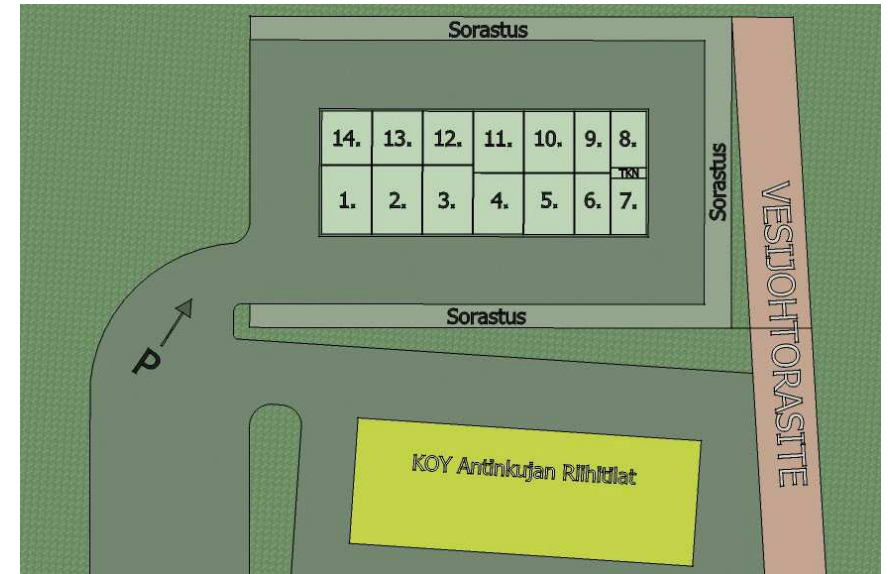 Sorastus
14. 13. 12. 11. 10. 9. 8.
TKN
1. 2. 3. 4. 5. 6. 7.
Sorastus
VESIJOHTORASITE
Sorastus
P
KOY Antinkujan Riihitilat